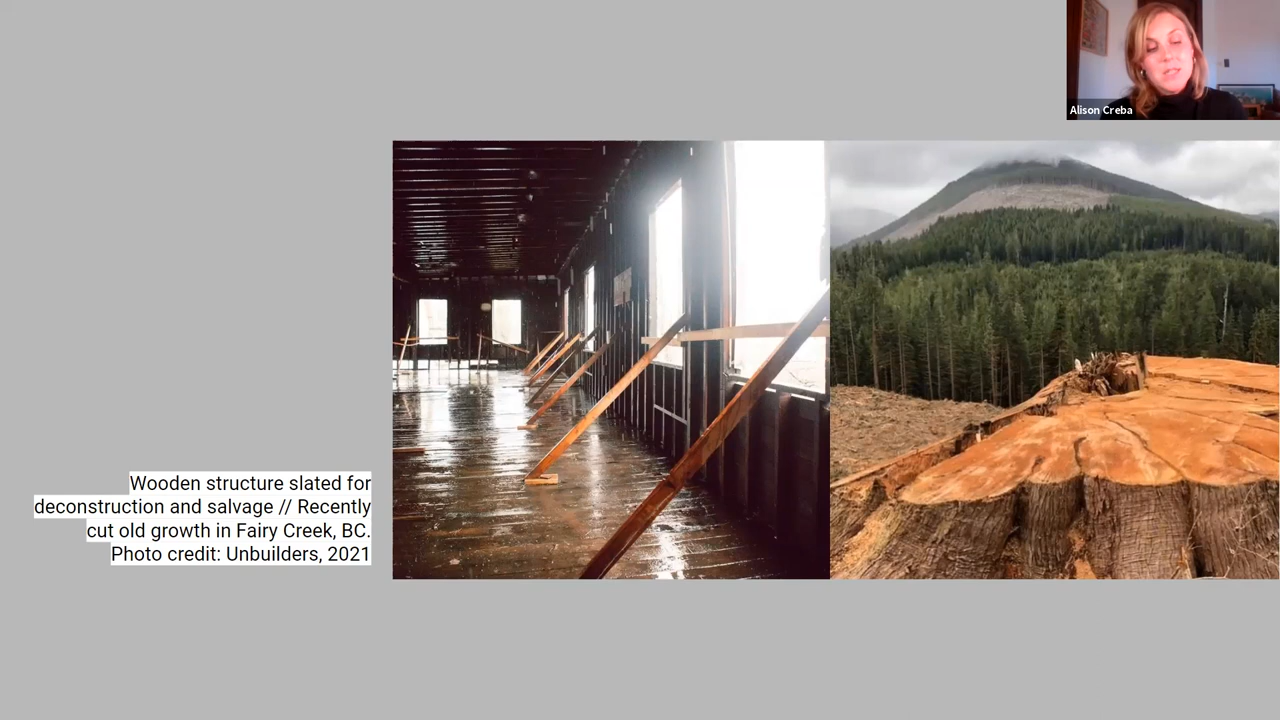 Alison Creba
Wooden structure slated for
deconstruction and salvage // Recently
cut old growth in Fairy Creek, BC.
Photo credit: Unbuilders, 2021